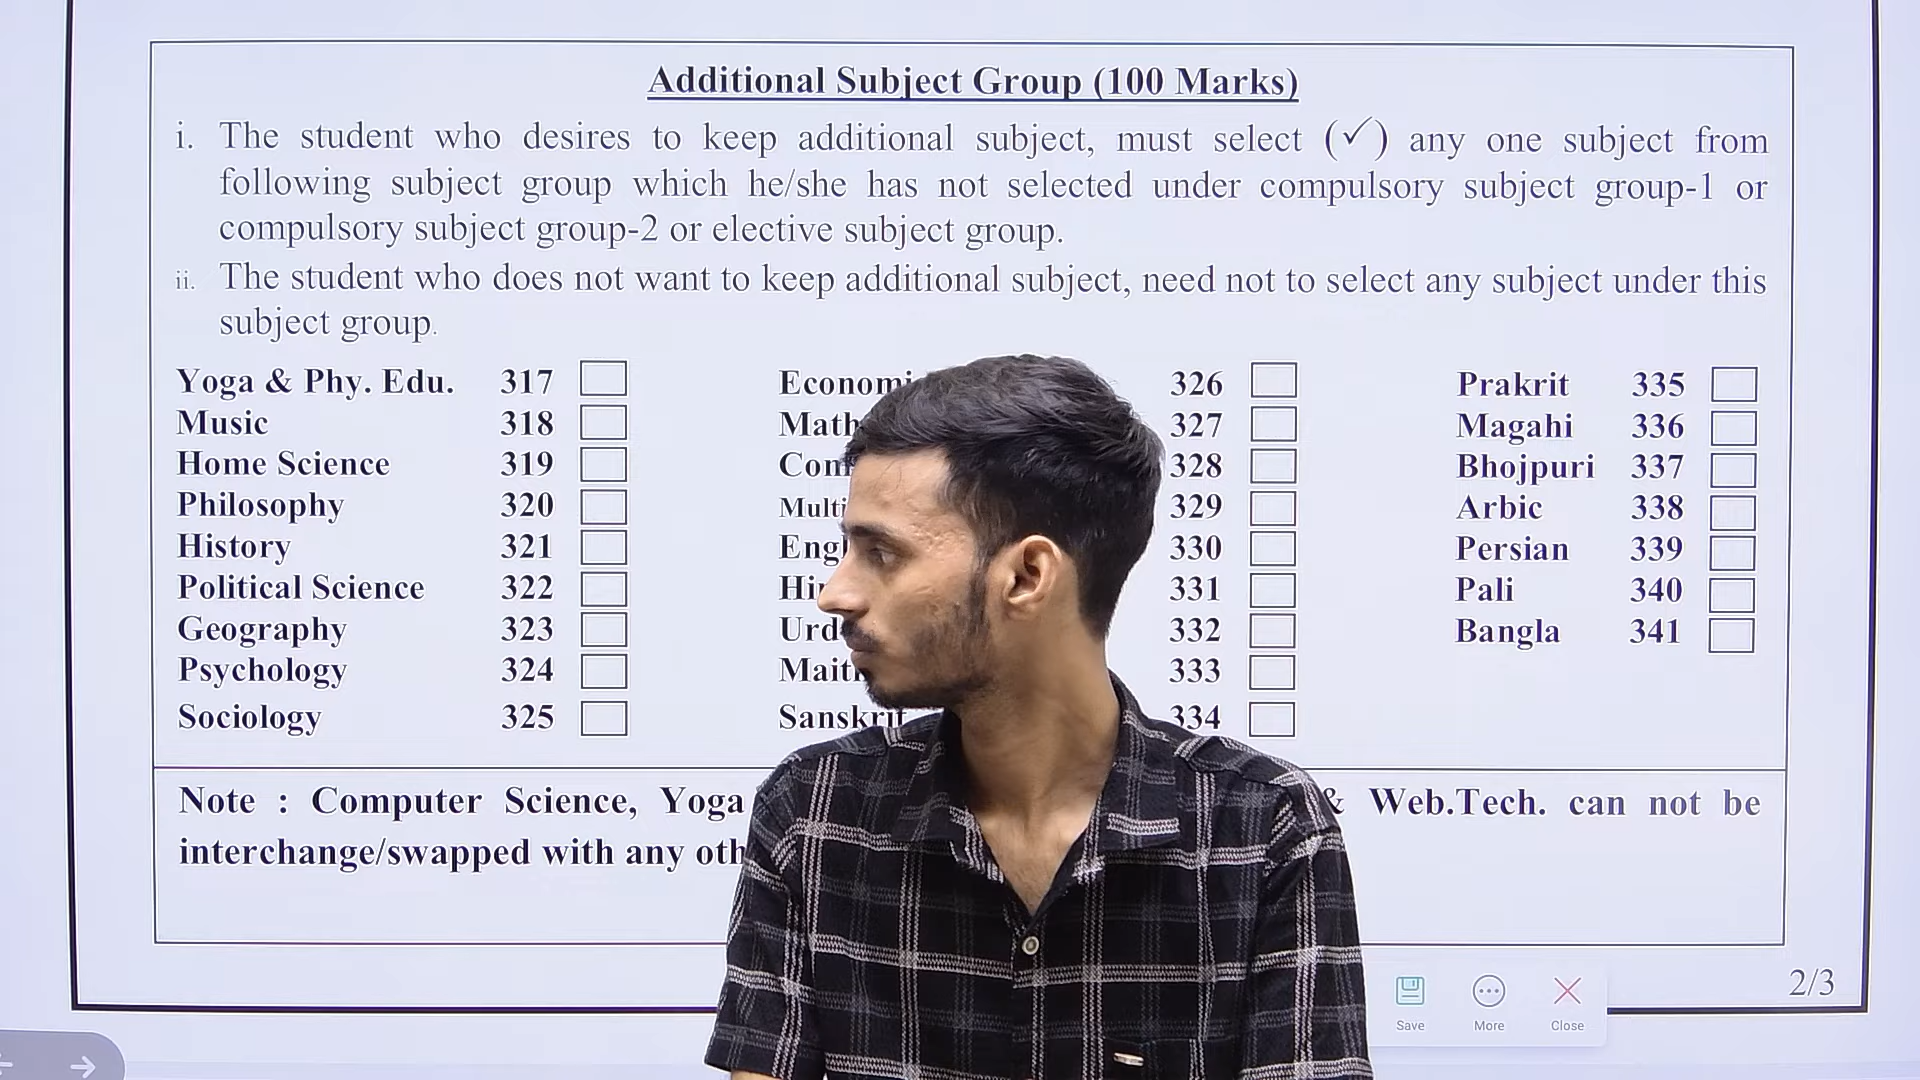 Additional Subject Group (100 Marks)
i. The student who desires to keep additional subject, must select (✓) any one subject from
following subject group which he/she has not selected under compulsory subject group-1 or
compulsory subject group-2 or elective subject group.
ii. The student who does not want to keep additional subject, need not to select any subject under this
subject group.
Yoga & Phy. Edu. 317 326 Prakrit 335
Music 318 327 Magahi 336
Home Science 319 328 Bhojpuri 337
Philosophy 320 329 Arbic 338
History 321 330 Persian 339
Political Science 322 331 Pali 340
Geography 323 332 Bangla 341
Psychology 324 333
Sociology 325 Sanskrit 334
Note : Computer Science, Yoga & Web.Tech. can not be
interchange/swapped with any
2/3
Save More Close